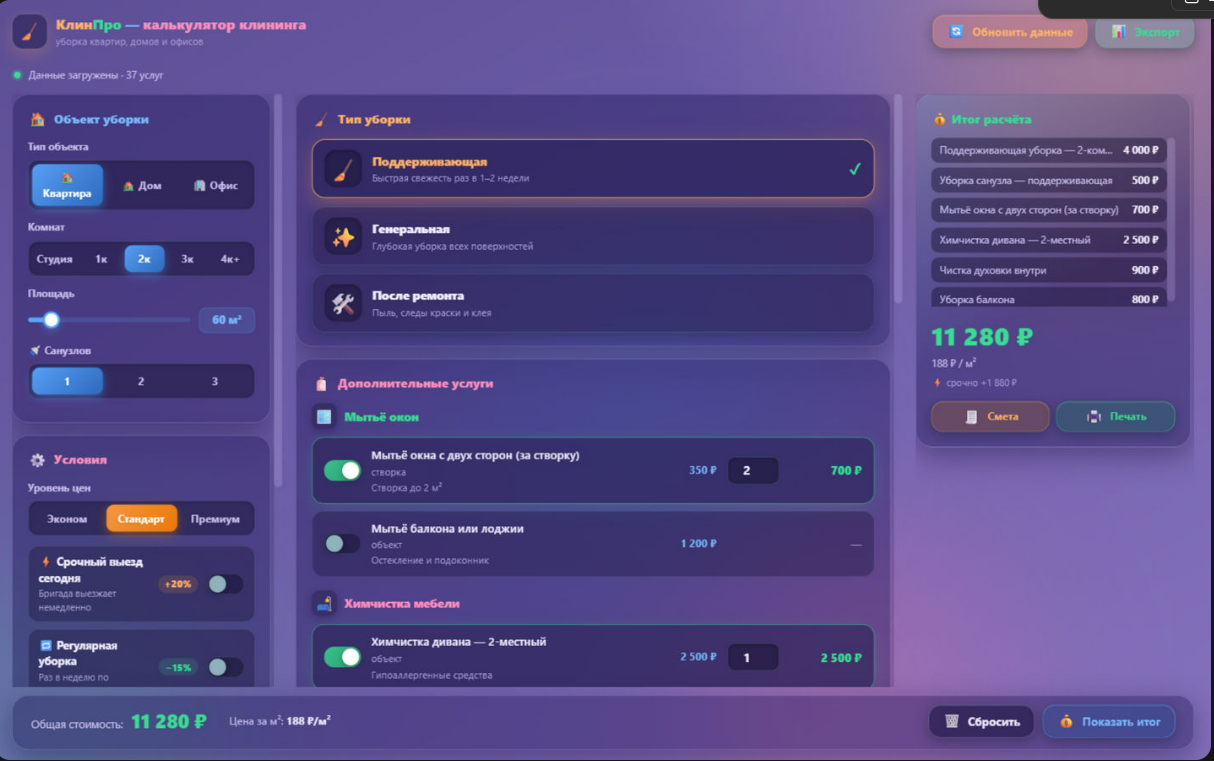 КлинПро — калькулятор клининга
уборка квартир, домов и офисов
Обновить данные
Экспорт
Данные загружены · 37 услуг
Объект уборки
Тип объекта
Квартира
Дом
Офис
Комнат
Студия
1к
2к
3к
4к+
Площадь
60 м²
Санузлов
1
2
3
Условия
Уровень цен
Эконом
Стандарт
Премиум
Срочный выезд
сегодня
Бригада выезжает
немедленно
+20%
Регулярная
уборка
Раз в неделю по
−15%
Тип уборки
Поддерживающая
Быстрая свежесть раз в 1–2 недели
Генеральная
Глубокая уборка всех поверхностей
После ремонта
Пыль, следы краски и клея
Дополнительные услуги
Мытьё окон
Мытьё окна с двух сторон (за створку)
створка
Створка до 2 м²
350 ₽
2
700 ₽
Мытьё балкона или лоджии
объект
Остекление и подоконник
1 200 ₽
—
Химчистка мебели
Химчистка дивана — 2-местный
объект
Гипоаллергенные средства
2 500 ₽
1
2 500 ₽
Итог расчёта
Поддерживающая уборка — 2-ком... 4 000 ₽
Уборка санузла — поддерживающая 500 ₽
Мытьё окна с двух сторон (за створку) 700 ₽
Химчистка дивана — 2-местный 2 500 ₽
Чистка духовки внутри 900 ₽
Уборка балкона 800 ₽
11 280 ₽
188 ₽ / м²
срочно +1 880 ₽
Смета
Печать
Общая стоимость: 11 280 ₽
Цена за м²: 188 ₽/м²
Сбросить
Показать итог